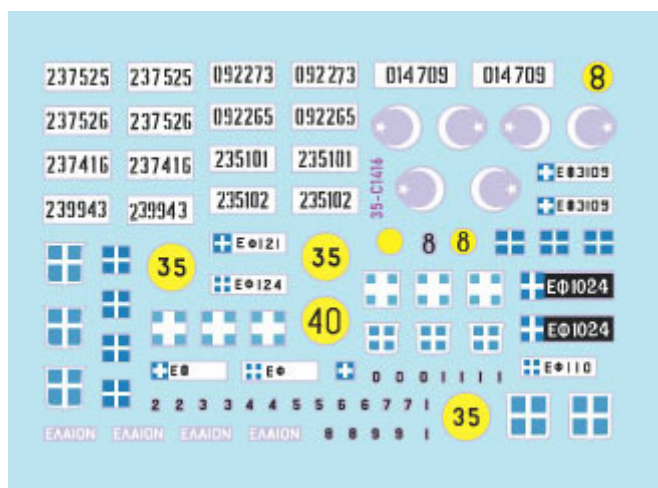 237525 237525 092273 092273 014709 014709 8
237526 237526 092265 092265
237416 237416 235101 235101
35-C1416
ΕΦ3109
239943 239943 235102 235102
ΕΦ3109
35 ΕΦ121 35 8 8
ΕΦ124
ΕΦ1024
40
ΕΦ1024
ΕΦ ΕΦ ΕΦ110
0 0 0 1 1 1 1
2 2 3 3 4 4 5 5 6 6 7 7 1
35
ΕΛΑΙΟΝ ΕΛΑΙΟΝ ΕΛΑΙΟΝ ΕΛΑΙΟΝ 8 8 9 9 1